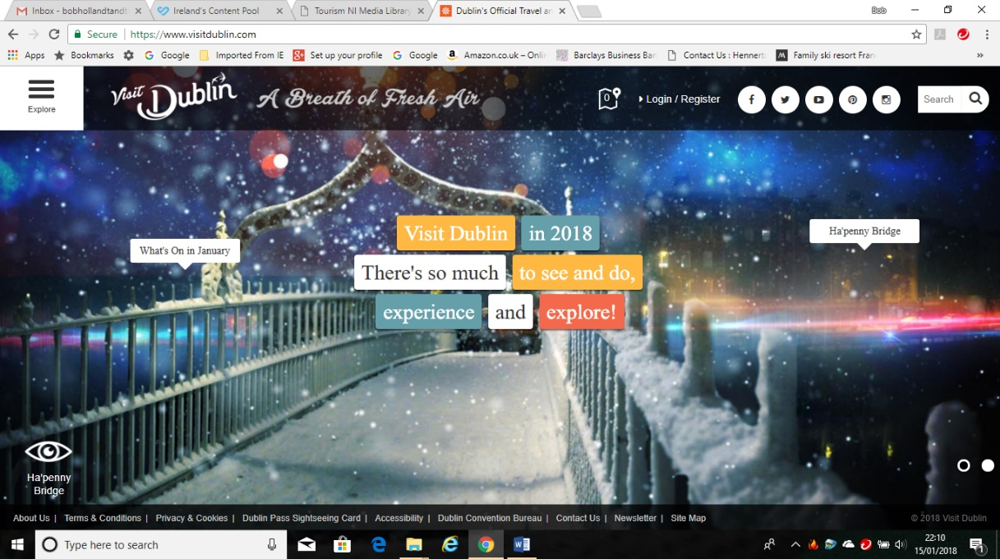 Inbox - bobhollandtandt
Ireland's Content Pool
Tourism NI Media Library
Dublin's Official Travel an
Bob
Secure
https://www.visitdublin.com
Apps
Bookmarks
Google
Imported From IE
Set up your profile
Google
Amazon.co.uk – Onlin
Barclays Business Ban
Contact Us : Hennert
Family ski resort Fran
»
Explore
Visit Dublin
A Breath of Fresh Air
0
Login / Register
Search
What's On in January
Visit Dublin in 2018
There's so much to see and do,
experience and explore!
Ha'penny Bridge
Ha'penny
Bridge
About Us | Terms & Conditions | Privacy & Cookies | Dublin Pass Sightseeing Card | Accessibility | Dublin Convention Bureau | Contact Us | Newsletter | Site Map
© 2018 Visit Dublin
Type here to search
22:10
15/01/2018
1